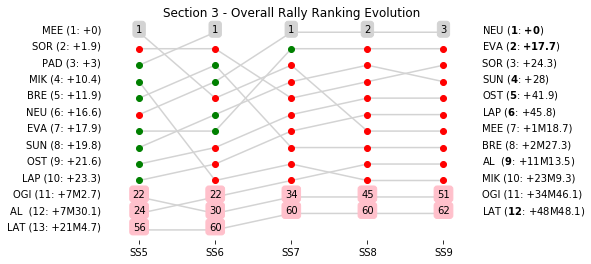 Section 3 - Overall Rally Ranking Evolution
MEE (1: +0) 1 1 1 2 3 NEU (1: +0)
SOR (2: +1.9) EVA (2: +17.7)
PAD (3: +3) SOR (3: +24.3)
MIK (4: +10.4) SUN (4: +28)
BRE (5: +11.9) OST (5: +41.9)
NEU (6: +16.6) LAP (6: +45.8)
EVA (7: +17.9) MEE (7: +1M18.7)
SUN (8: +19.8) BRE (8: +2M27.3)
OST (9: +21.6) AL (9: +11M13.5)
LAP (10: +23.3) MIK (10: +23M9.3)
OGI (11: +7M2.7) 22 22 34 45 51 OGI (11: +34M46.1)
AL (12: +7M30.1) 24 30 60 60 62 LAT (12: +48M48.1)
LAT (13: +21M4.7) 56 60
SS5 SS6 SS7 SS8 SS9